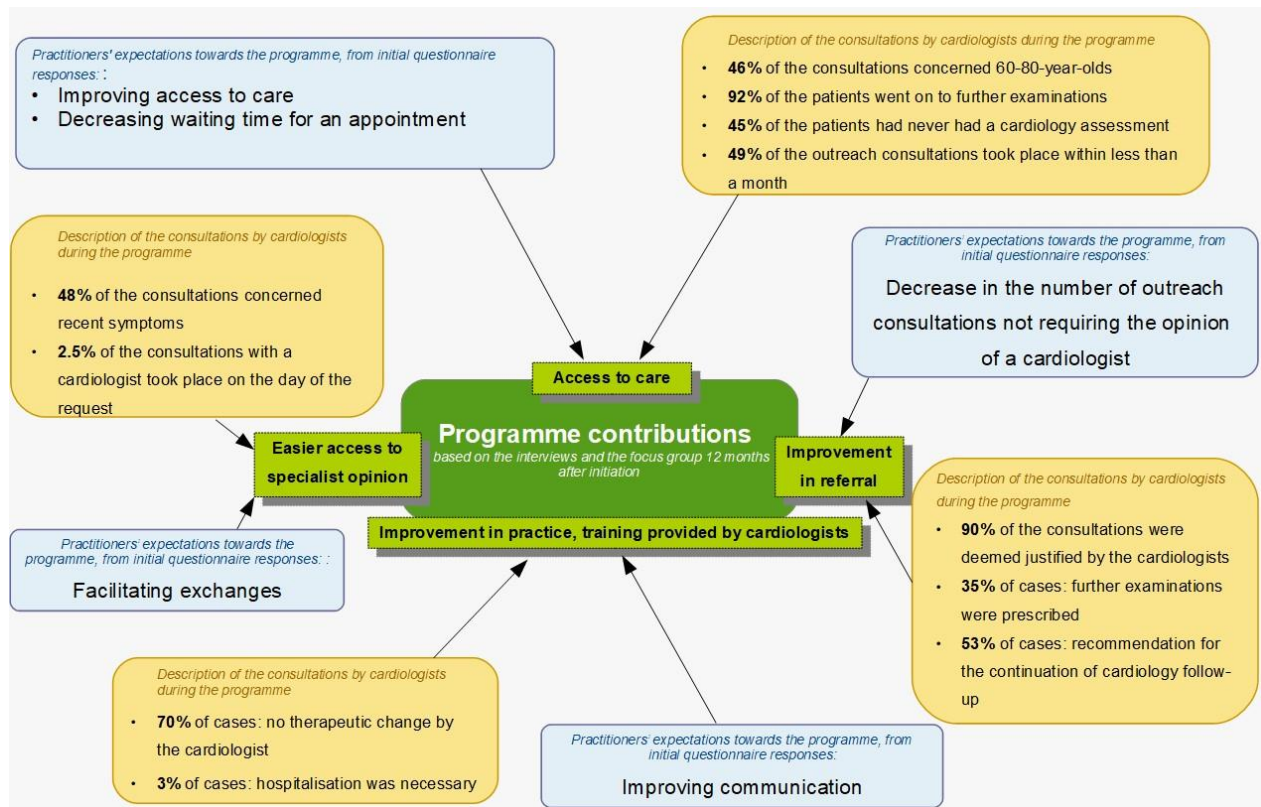 Practitioners' expectations towards the programme, from initial questionnaire
responses: :
• Improving access to care
• Decreasing waiting time for an appointment
Description of the consultations by cardiologists during the programme
• 46% of the consultations concerned 60-80-year-olds
• 92% of the patients went on to further examinations
• 45% of the patients had never had a cardiology assessment
• 49% of the outreach consultations took place within less than
a month
Description of the consultations by cardiologists
during the programme
• 48% of the consultations concerned
recent symptoms
• 2.5% of the consultations with a
cardiologist took place on the day of the
request
Practitioners' expectations towards the programme, from
initial questionnaire responses:
Decrease in the number of outreach
consultations not requiring the opinion
of a cardiologist
Access to care
Programme contributions
based on the interviews and the focus group 12 months
after initiation
Easier access to
specialist opinion
Improvement
in referral
Improvement in practice, training provided by cardiologists
Practitioners' expectations towards the
programme, from initial questionnaire responses: :
Facilitating exchanges
Description of the consultations by cardiologists
during the programme
• 90% of the consultations were
deemed justified by the cardiologists
• 35% of cases: further examinations
were prescribed
• 53% of cases: recommendation for
the continuation of cardiology follow-
up
Description of the consultations by cardiologists
during the programme
• 70% of cases: no therapeutic change by
the cardiologist
• 3% of cases: hospitalisation was necessary
Practitioners' expectations towards the programme, from
initial questionnaire responses:
Improving communication